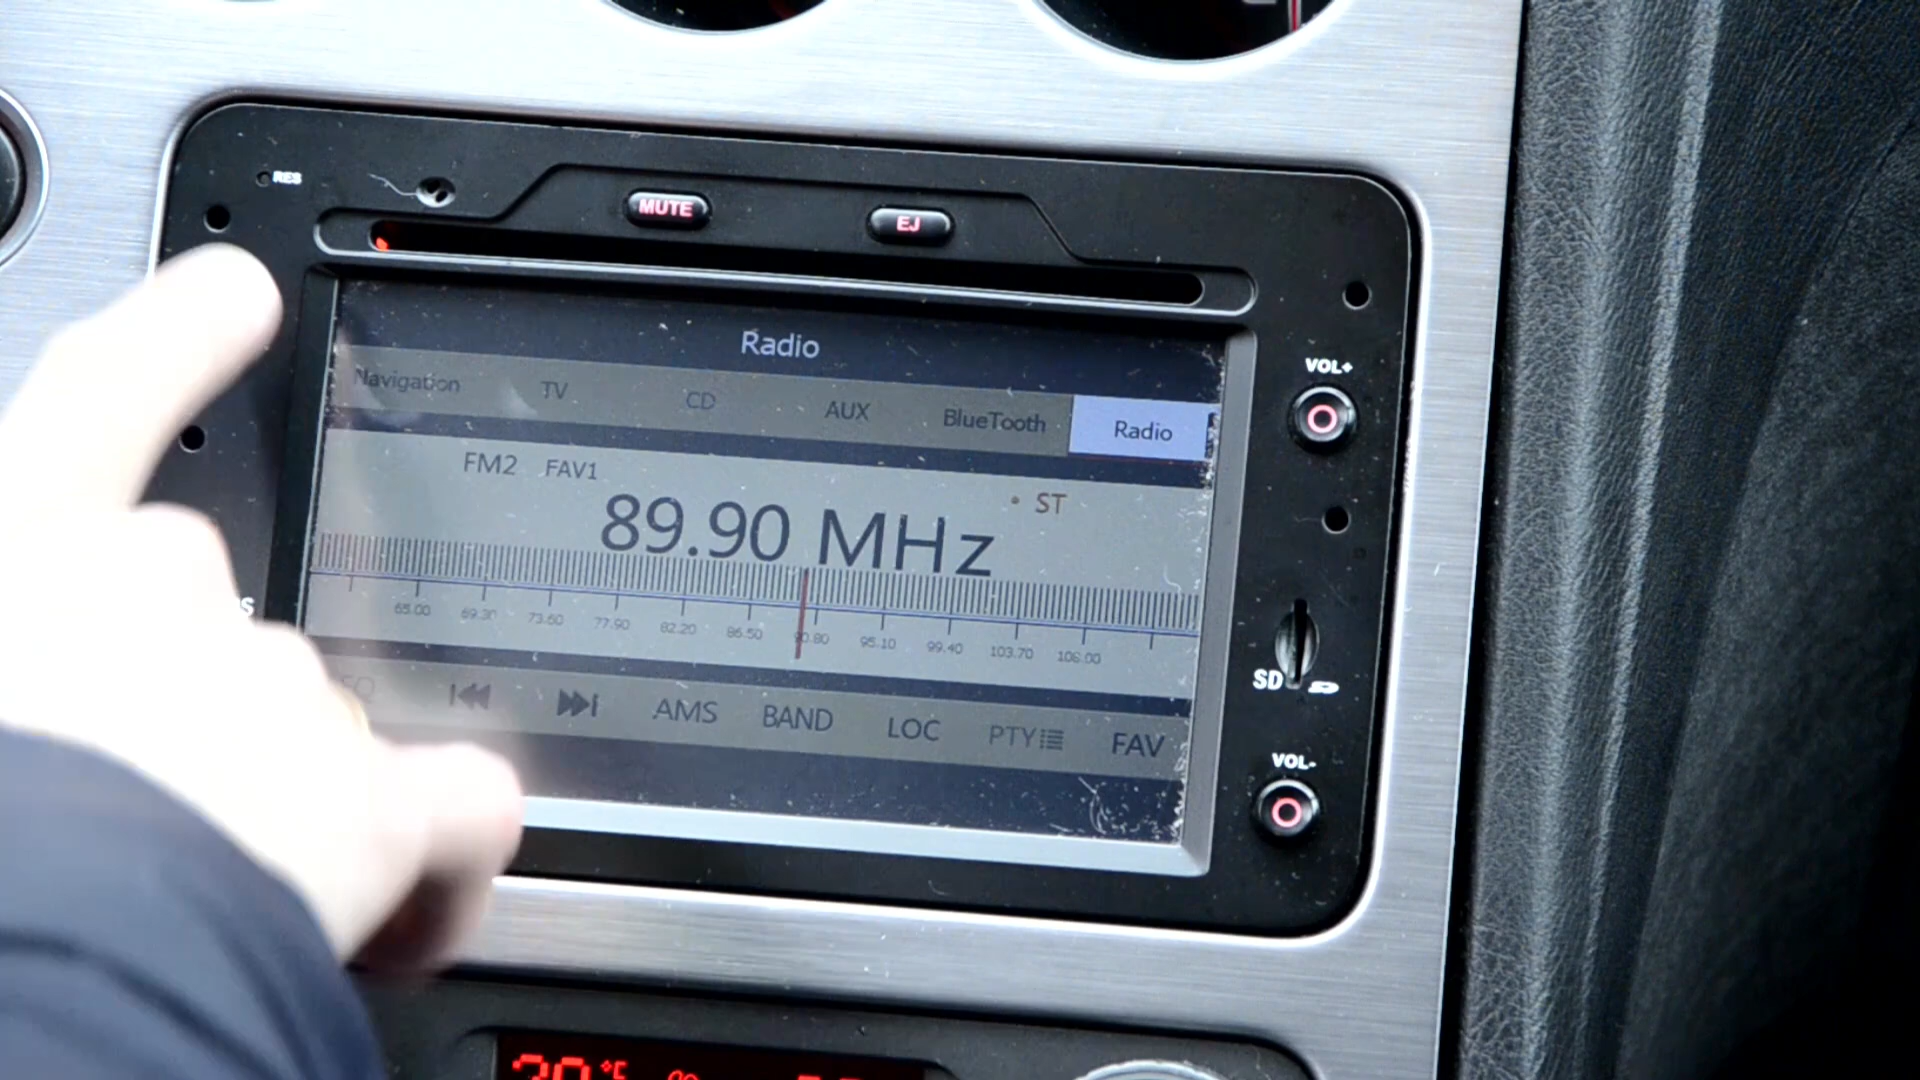 RES
MUTE
EJ
Radio
VOL+
Navigation TV CD AUX BlueTooth Radio
FM2 FAV1
ST
89.90 MHz
65.00 69.30 73.60 77.90 82.20 86.50 90.80 95.10 99.40 103.70 108.00
SD
EQ AMS BAND LOC PTY FAV
VOL-